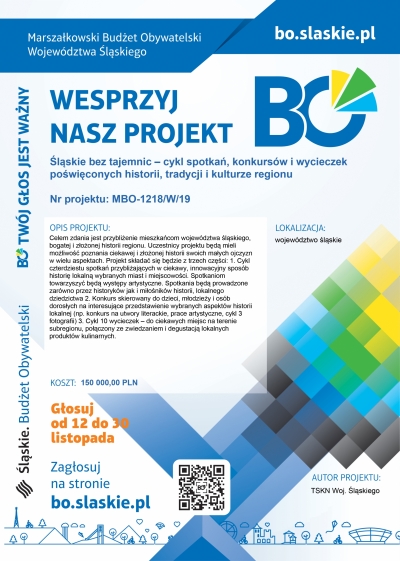 Marszałkowski Budżet Obywatelski
Województwa Śląskiego
bo.slaskie.pl
WESPRZYJ
NASZ PROJEKT
BO
Śląskie bez tajemnic – cykl spotkań, konkursów i wycieczek
poświęconych historii, tradycji i kulturze regionu
Nr projektu: MBO-1218/W/19
OPIS PROJEKTU:
Celem zdania jest przybliżenie mieszkańcom województwa śląskiego,
bogatej i złożonej historii regionu. Uczestnicy projektu będą mieli
możliwość poznania ciekawej i złożonej historii swoich małych ojczyzn
w wielu aspektach. Projekt składać się będzie z trzech części: 1. Cykl
czterdziestu spotkań przybliżających w ciekawy, innowacyjny sposób
historię lokalną wybranych miast i miejscowości. Spotkaniom
towarzyszyć będą występy artystyczne. Spotkania będą prowadzone
zarówno przez historyków jak i miłośników historii, lokalnego
dziedzictwa 2. Konkurs skierowany do dzieci, młodzieży i osób
dorosłych na interesujące przedstawienie wybranych aspektów historii
lokalnej (np. konkurs na utwory literackie, prace artystyczne, cykl 3
fotografii) 3. Cykl 10 wycieczek – do ciekawych miejsc na terenie
subregionu, połączony ze zwiedzaniem i degustacją lokalnych
produktów kulinarnych.
LOKALIZACJA:
województwo śląskie
KOSZT: 150 000,00 PLN
Głosuj
od 12 do 30
listopada
Zagłosuj
na stronie
bo.slaskie.pl
AUTOR PROJEKTU:
TSKN Woj. Śląskiego
Śląskie. Budżet Obywatelski
BO TWÓJ GŁOS JEST WAŻNY